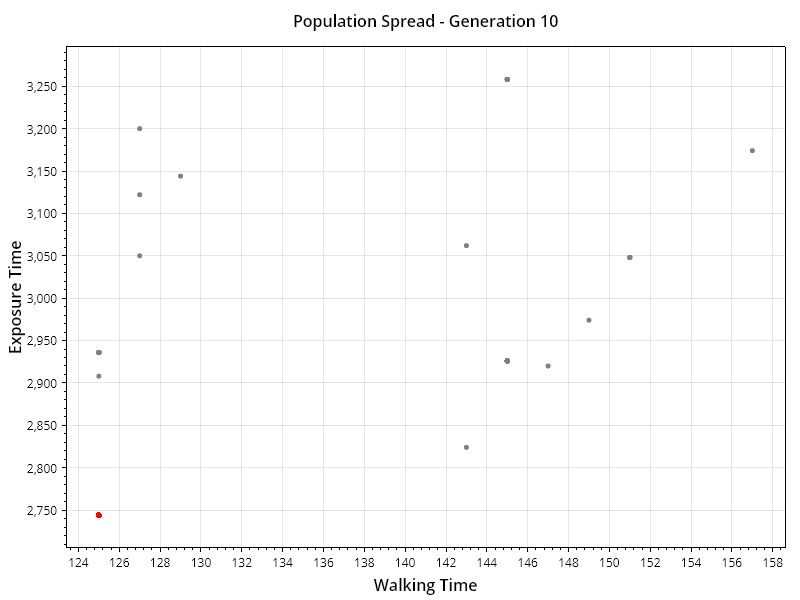 Population Spread - Generation 10
3,250
3,200
3,150
3,100
3,050
3,000
2,950
2,900
2,850
2,800
2,750
Exposure Time
124 126 128 130 132 134 136 138 140 142 144 146 148 150 152 154 156 158
Walking Time